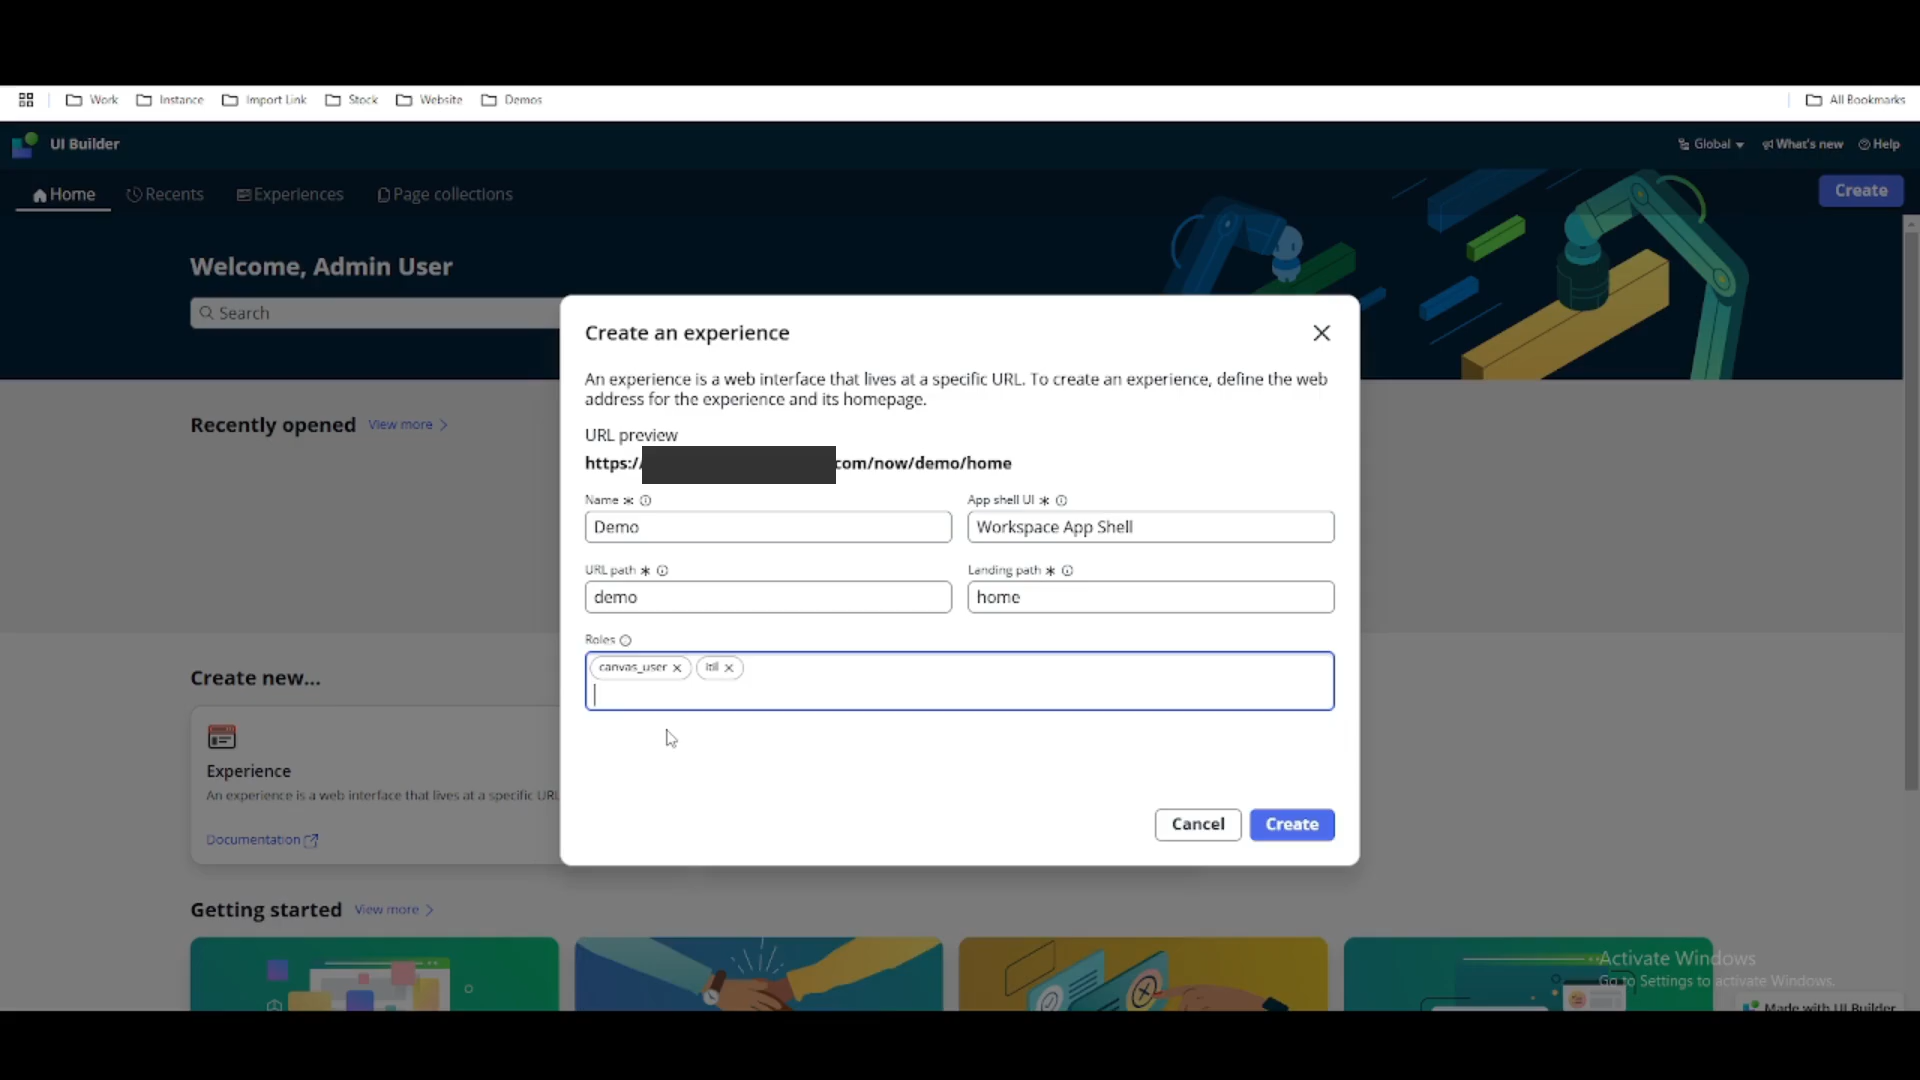 Work Instance Import Link Stock Website Demos All Bookmarks
UI Builder Global What's new Help
Home Recents Experiences Page collections Create
Welcome, Admin User
Search
Create an experience
An experience is a web interface that lives at a specific URL. To create an experience, define the web
address for the experience and its homepage.
Recently opened View more
URL preview
https:/ com/now/demo/home
Name * App shell UI *
Demo Workspace App Shell
URL path * Landing path *
demo home
Roles
canvas_user itil
Create new...
Experience
An experience is a web interface that lives at a specific URL
Documentation
Cancel Create
Getting started View more
Activate Windows
Go to Settings to activate Windows.
Made with UI Builder